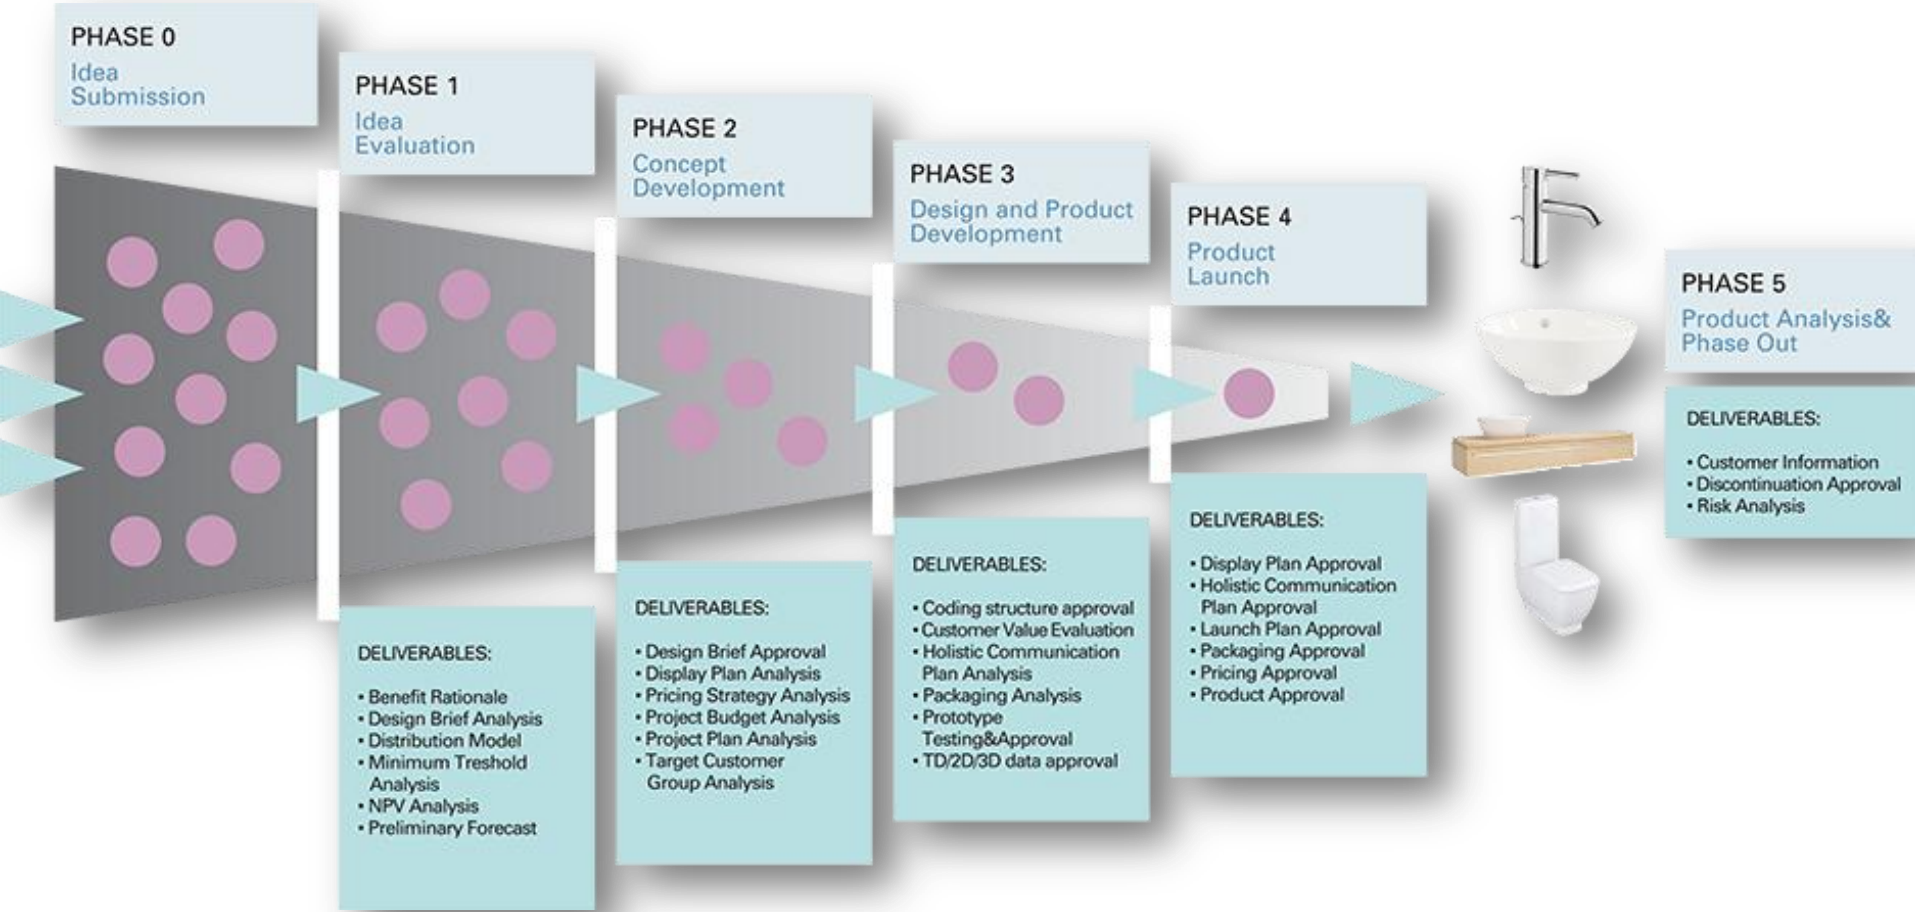 PHASE 0
Idea
Submission
PHASE 1
Idea
Evaluation
PHASE 2
Concept
Development
PHASE 3
Design and Product
Development
PHASE 4
Product
Launch
PHASE 5
Product Analysis&
Phase Out
DELIVERABLES:
• Benefit Rationale
• Design Brief Analysis
• Distribution Model
• Minimum Treshold
Analysis
• NPV Analysis
• Preliminary Forecast
DELIVERABLES:
• Design Brief Approval
• Display Plan Analysis
• Pricing Strategy Analysis
• Project Budget Analysis
• Project Plan Analysis
• Target Customer
Group Analysis
DELIVERABLES:
• Coding structure approval
• Customer Value Evaluation
• Holistic Communication
Plan Analysis
• Packaging Analysis
• Prototype
Testing&Approval
• TD/2D/3D data approval
DELIVERABLES:
• Display Plan Approval
• Holistic Communication
Plan Approval
• Launch Plan Approval
• Packaging Approval
• Pricing Approval
• Product Approval
DELIVERABLES:
• Customer Information
• Discontinuation Approval
• Risk Analysis